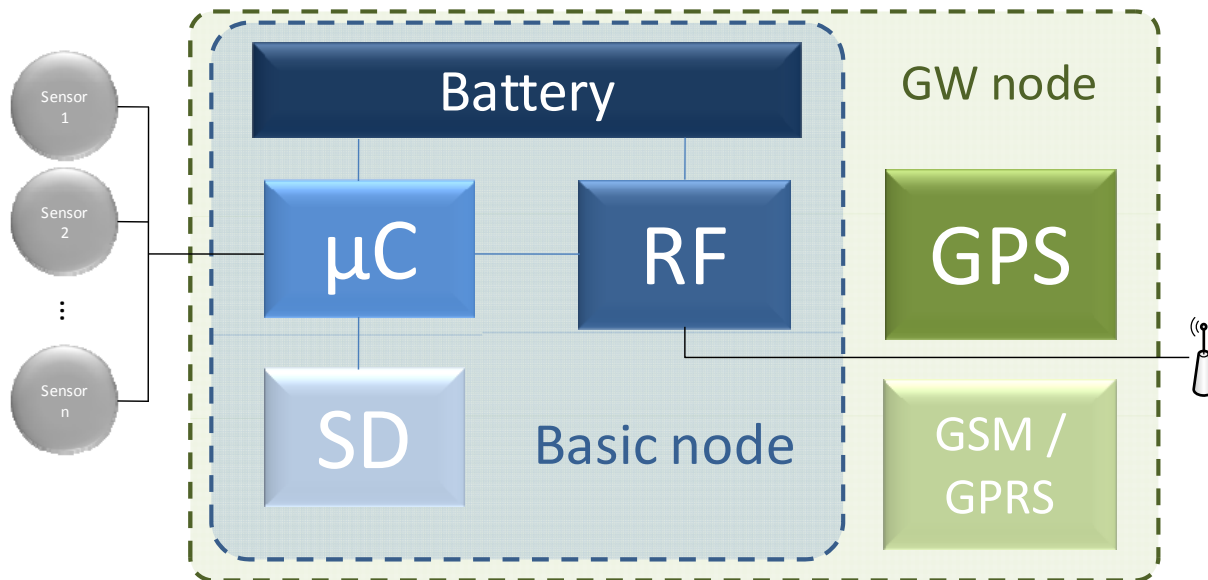 Battery
GW node
Sensor
1
Sensor
2
...
Sensor
n
µC
RF
GPS
SD
Basic node
GSM /
GPRS